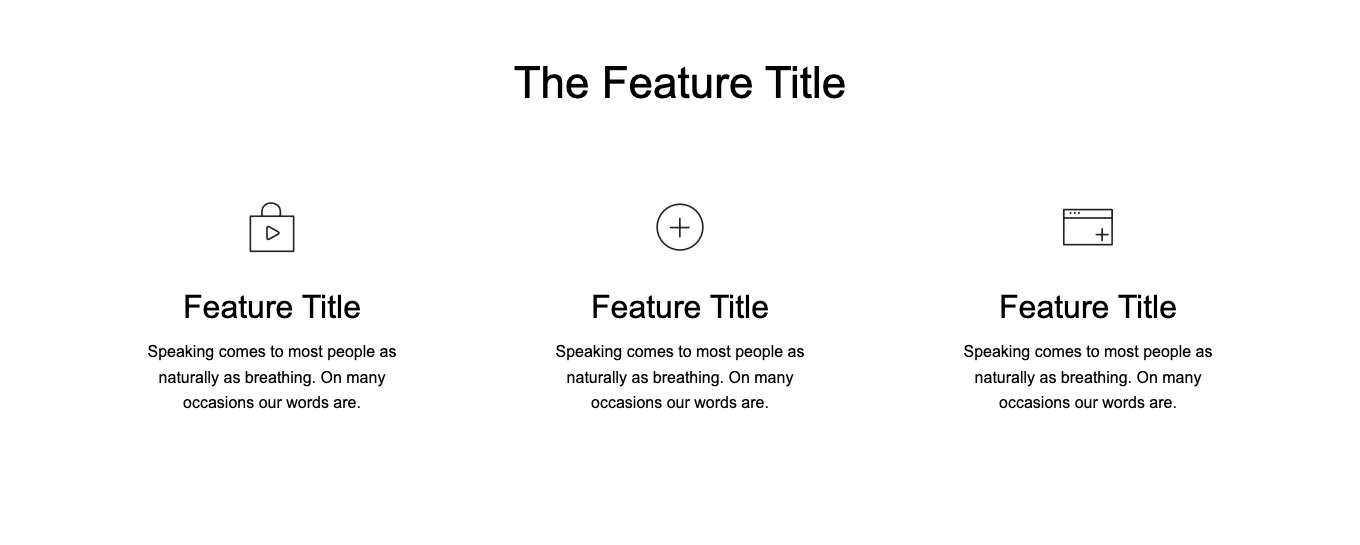 The Feature Title
Feature Title
Speaking comes to most people as
naturally as breathing. On many
occasions our words are.
Feature Title
Speaking comes to most people as
naturally as breathing. On many
occasions our words are.
Feature Title
Speaking comes to most people as
naturally as breathing. On many
occasions our words are.